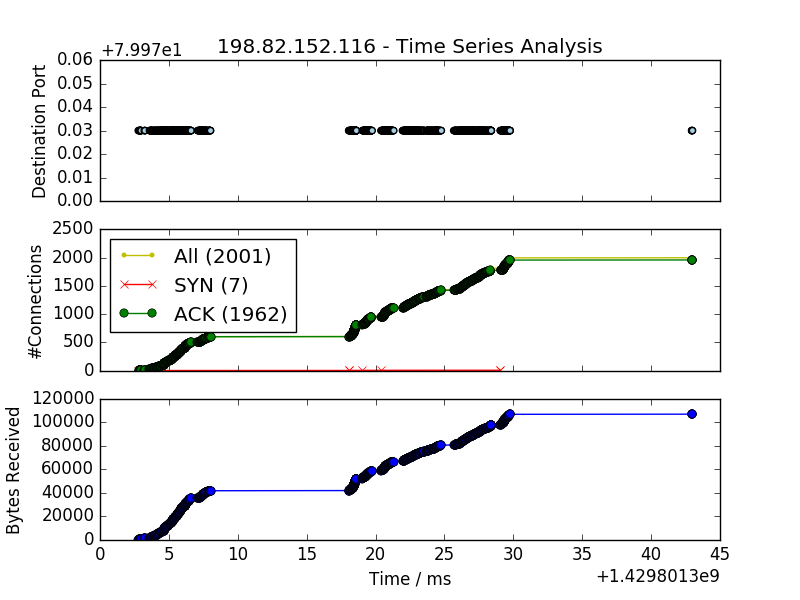 +7.997e1
198.82.152.116 - Time Series Analysis
0.06
0.05
0.04
0.03
0.02
0.01
0.00
Destination Port
2500
2000
1500
1000
500
0
#Connections
All (2001)
SYN (7)
ACK (1962)
120000
100000
80000
60000
40000
20000
0
Bytes Received
0 5 10 15 20 25 30 35 40 45
Time / ms
+1.4298013e9